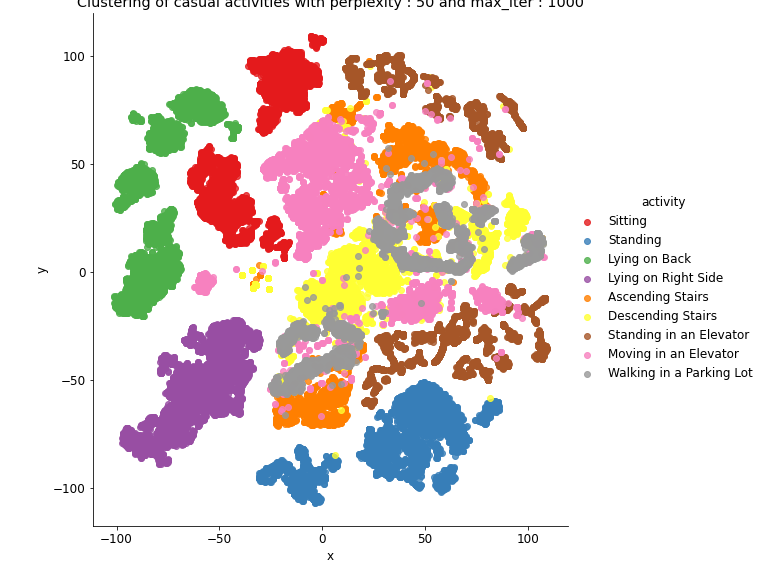 Clustering of casual activities with perplexity : 50 and max_iter : 1000
100
50
0
−50
−100
y
−100
−50
0
50
100
x
activity
Sitting
Standing
Lying on Back
Lying on Right Side
Ascending Stairs
Descending Stairs
Standing in an Elevator
Moving in an Elevator
Walking in a Parking Lot